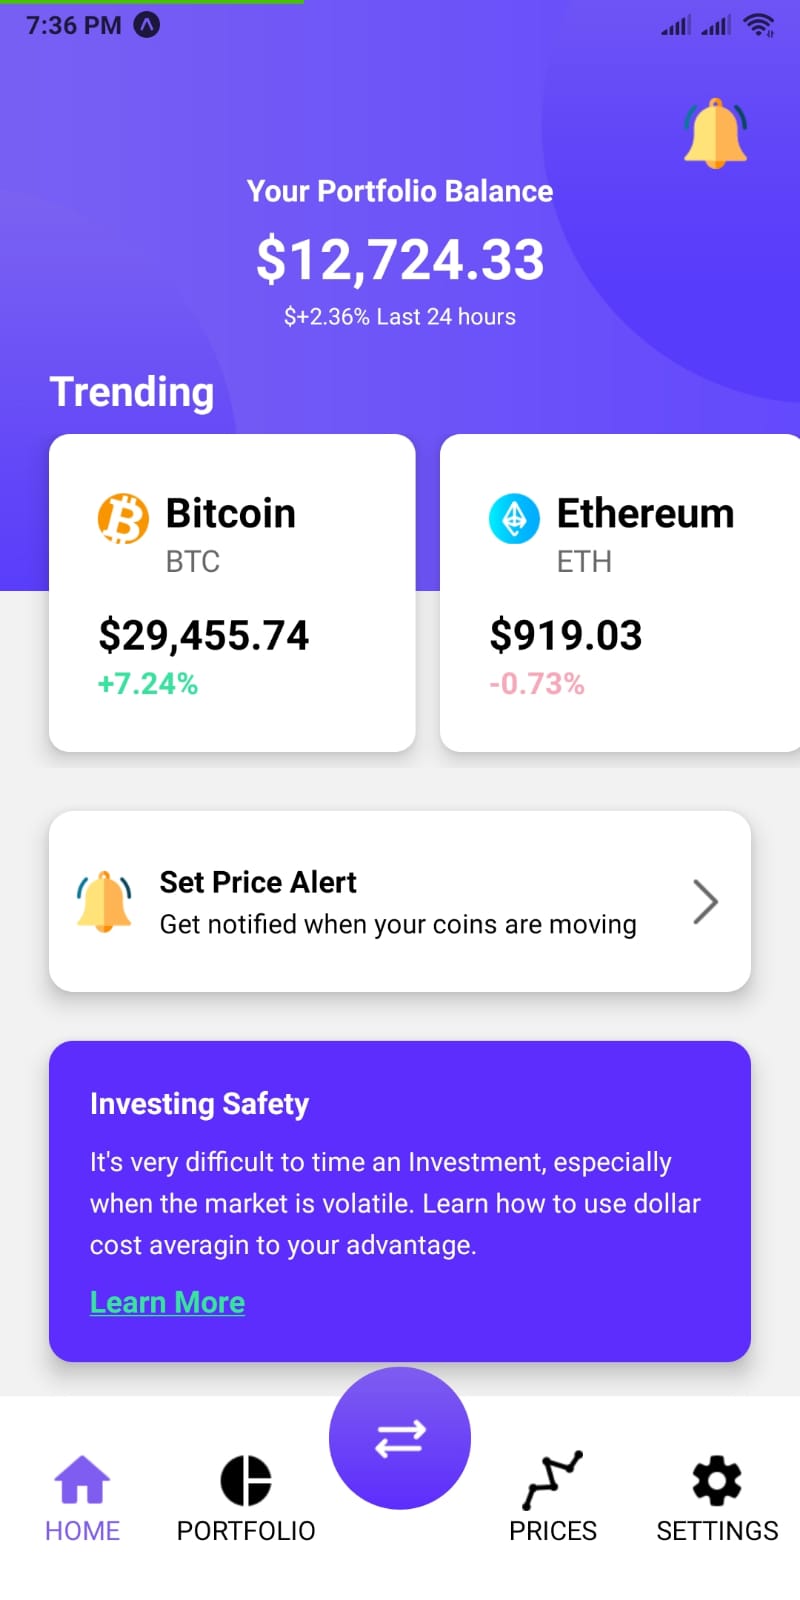 7:36 PM
Your Portfolio Balance
$12,724.33
$+2.36% Last 24 hours
Trending
Bitcoin
BTC
$29,455.74
+7.24%
Ethereum
ETH
$919.03
-0.73%
Set Price Alert
Get notified when your coins are moving
Investing Safety
It's very difficult to time an Investment, especially
when the market is volatile. Learn how to use dollar
cost averagin to your advantage.
Learn More
HOME
PORTFOLIO
PRICES
SETTINGS